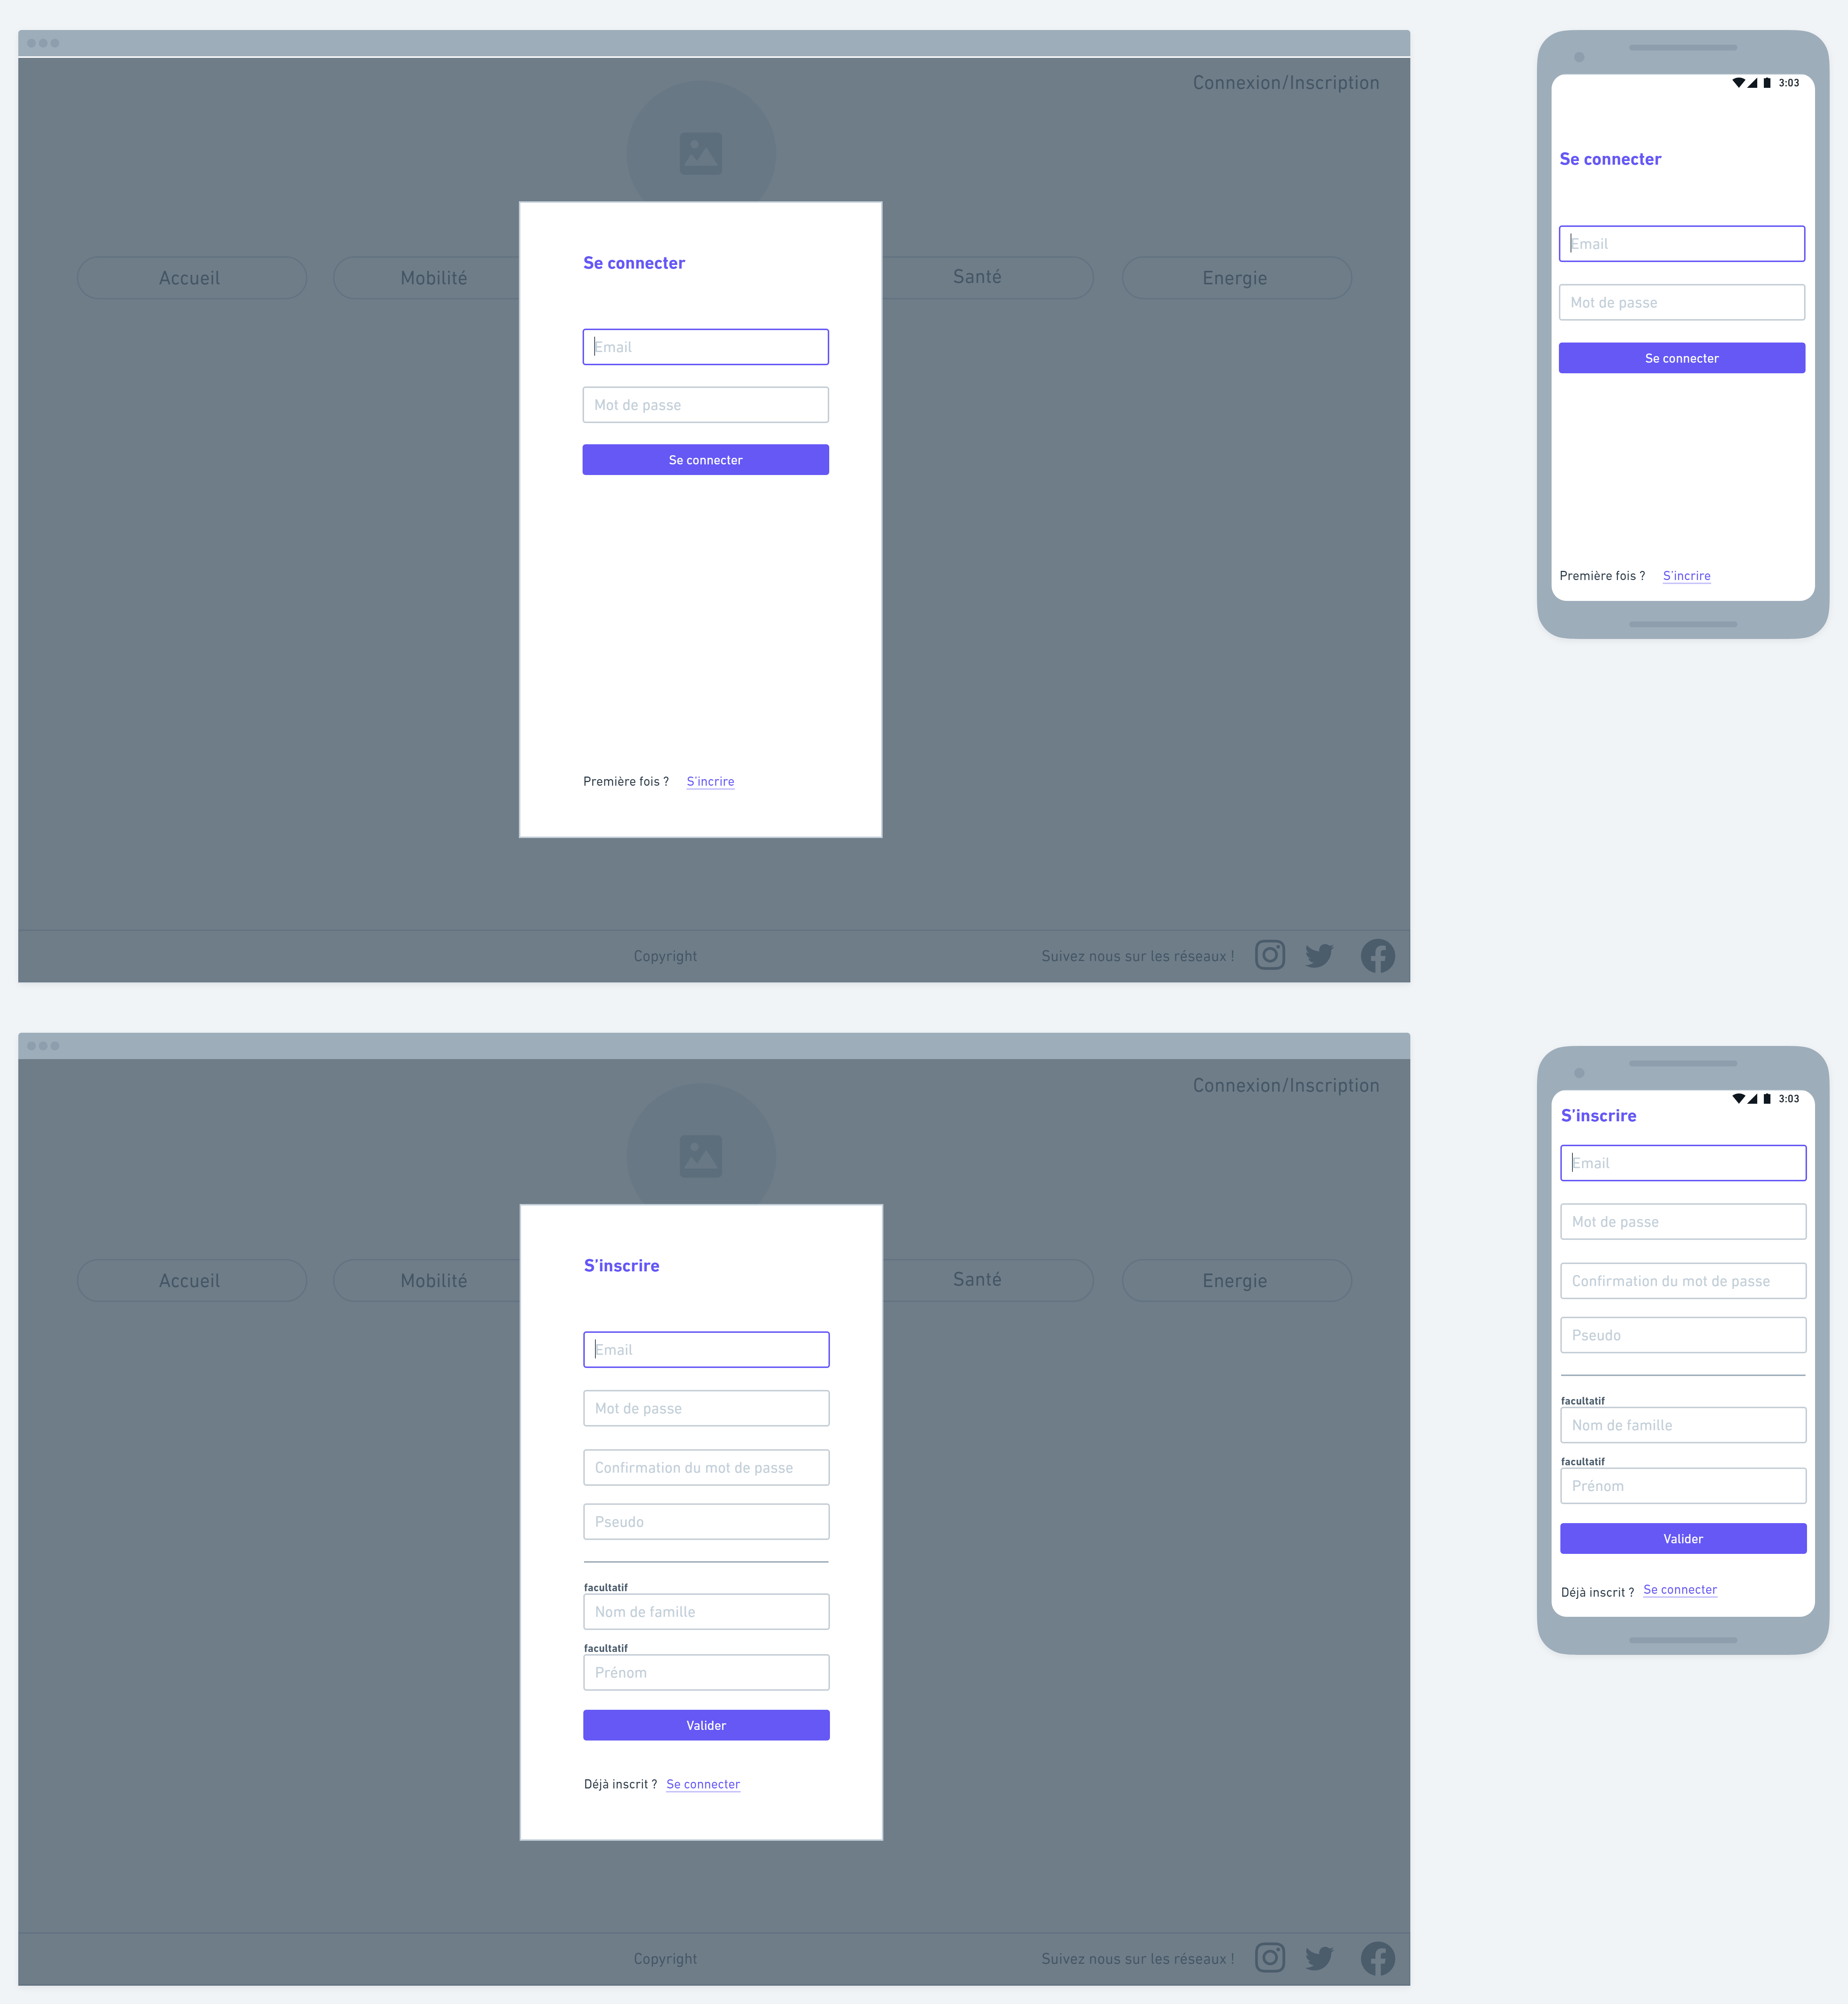 Connexion/Inscription
Accueil
Mobilité
Santé
Energie
Se connecter
Email
Mot de passe
Se connecter
Première fois ? S'incrire
Copyright
Suivez nous sur les réseaux !
3:03
Se connecter
Email
Mot de passe
Se connecter
Première fois ? S'incrire
Connexion/Inscription
Accueil
Mobilité
Santé
Energie
S’inscrire
Email
Mot de passe
Confirmation du mot de passe
Pseudo
facultatif
Nom de famille
facultatif
Prénom
Valider
Déjà inscrit ? Se connecter
Copyright
Suivez nous sur les réseaux !
3:03
S’inscrire
Email
Mot de passe
Confirmation du mot de passe
Pseudo
facultatif
Nom de famille
facultatif
Prénom
Valider
Déjà inscrit ? Se connecter